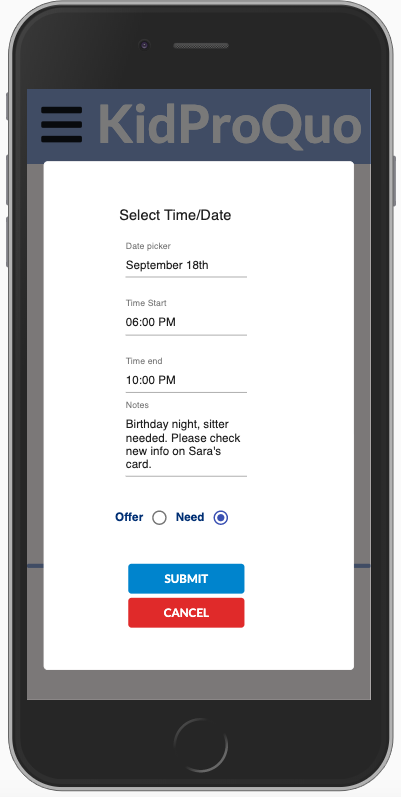 KidProQuo
Select Time/Date
Date picker
September 18th
Time Start
06:00 PM
Time end
10:00 PM
Notes
Birthday night, sitter
needed. Please check
new info on Sara's
card.
Offer Need
SUBMIT
CANCEL